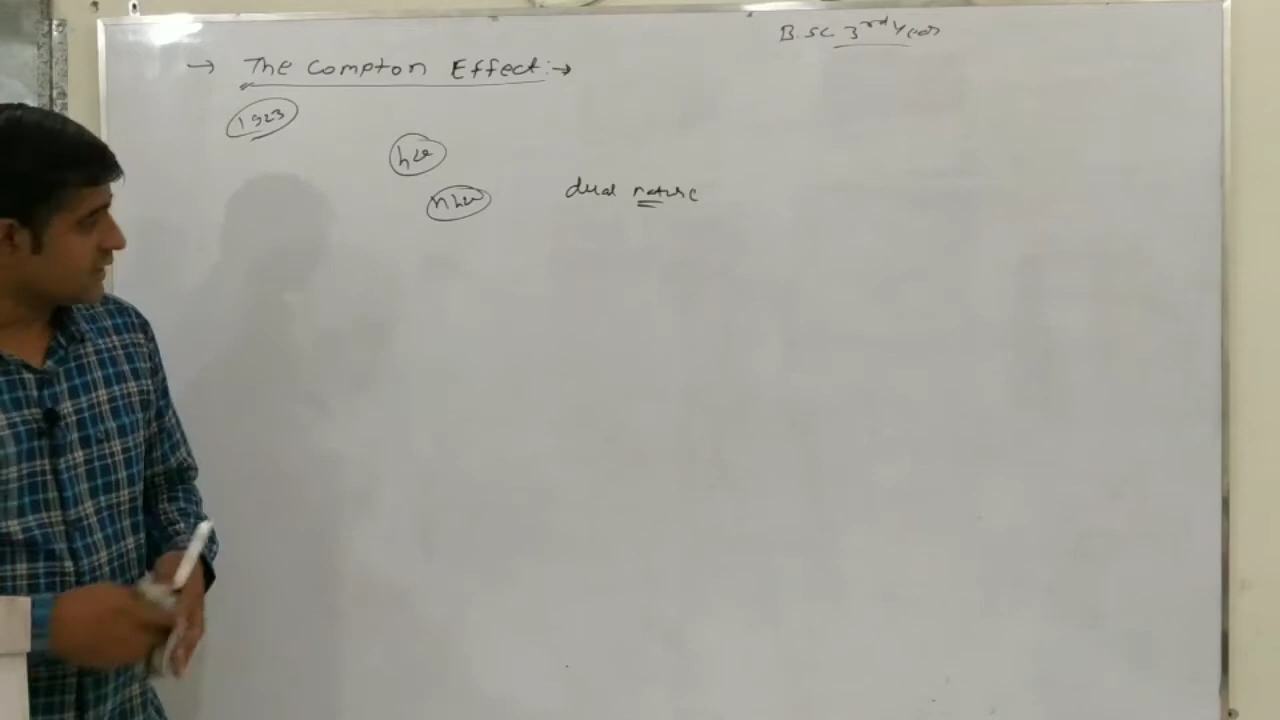 B.Sc 3rd Year
→ The Compton Effect :→
1923
hν
nhν
dual nature